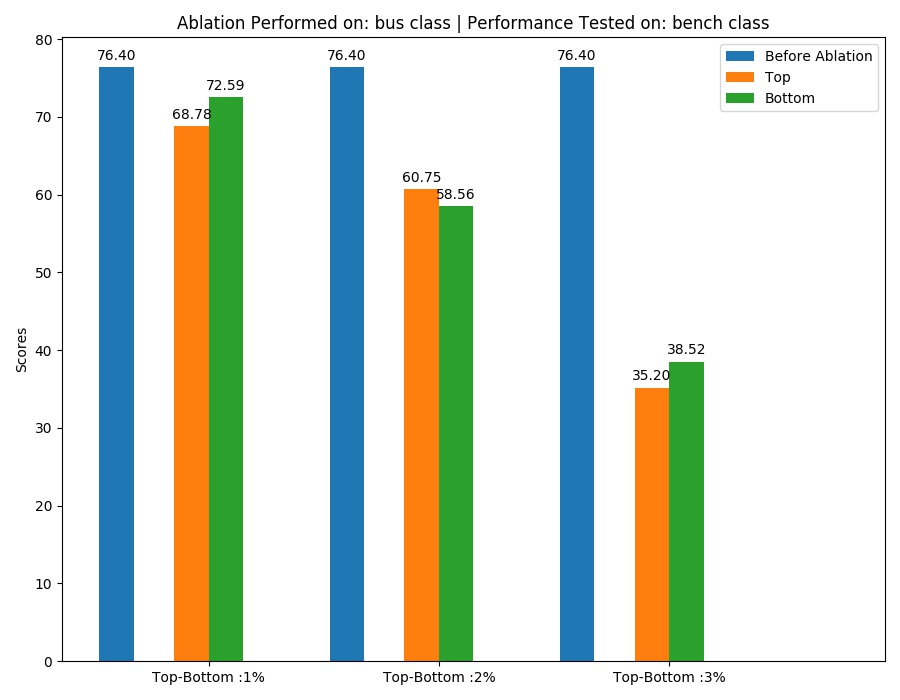 Ablation Performed on: bus class | Performance Tested on: bench class
Before Ablation
Top
Bottom
Scores
80
70
60
50
40
30
20
10
0
76.40
68.78
72.59
76.40
60.75
58.56
76.40
35.20
38.52
Top-Bottom :1%
Top-Bottom :2%
Top-Bottom :3%